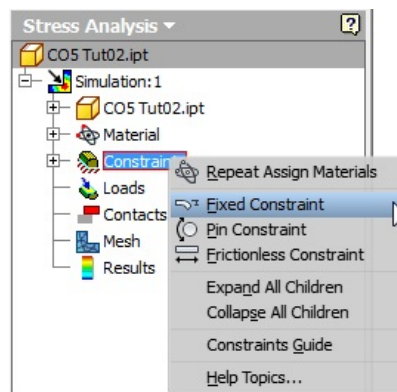 Stress Analysis
CO5 Tut02.ipt
Simulation:1
CO5 Tut02.ipt
Material
Constraint
Loads
Contacts
Mesh
Results
Repeat Assign Materials
Fixed Constraint
Pin Constraint
Frictionless Constraint
Expand All Children
Collapse All Children
Constraints Guide
Help Topics...